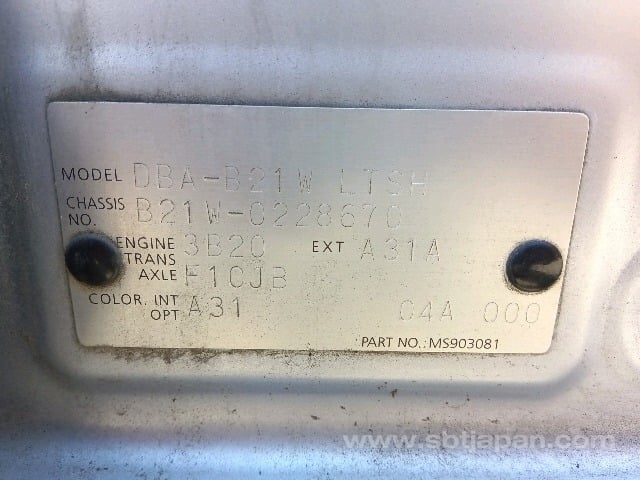 MODEL DBA-B21W LTSH
CHASSIS NO. B21W-0228670
ENGINE 3B20 EXT A31A
TRANS AXLE F1CJB
COLOR. INT OPT A31 C4A 000
PART NO.: MS903081
www.sbtjapan.com